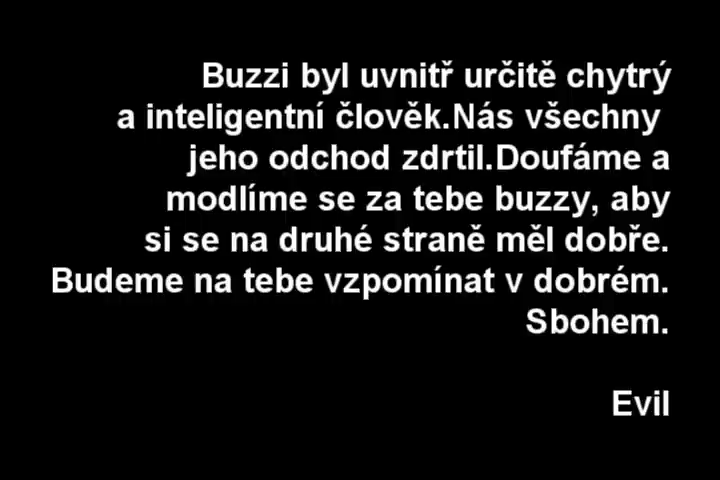 Buzzi byl uvnitř určitě chytrý
a inteligentní člověk.Nás všechny
jeho odchod zdrtil.Doufáme a
modlíme se za tebe buzzy, aby
si se na druhé straně měl dobře.
Budeme na tebe vzpomínat v dobrém.
Sbohem.
Evil